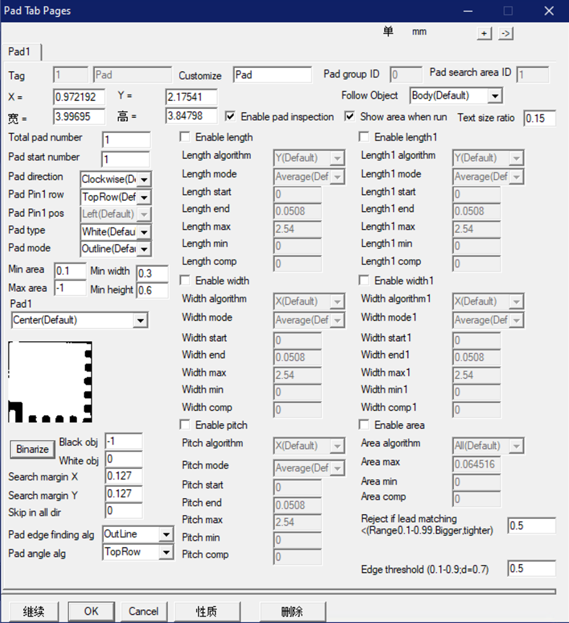 Pad Tab Pages
单 mm + ->
Pad1
Tag 1 Pad Customize Pad Pad group ID 0 Pad search area ID 1
X = 0.972192 Y = 2.17541 Follow Object Body(Default)
宽 = 3.99695 高 = 3.84798 Enable pad inspection Show area when run Text size ratio 0.15
Total pad number 1
Pad start number 1
Pad direction Clockwise(De
Pad Pin1 row TopRow(Def
Pad Pin1 pos Left(Default)
Pad type White(Defau
Pad mode Outline(Defau
Min area 0.1 Min width 0.3
Max area -1 Min height 0.6
Pad1
Center(Default)
Binarize Black obj -1
White obj 0
Search margin X 0.127
Search margin Y 0.127
Skip in all dir 0
Pad edge finding alg OutLine
Pad angle alg TopRow
Enable length
Length algorithm Y(Default)
Length mode Average(Def
Length start 0
Length end 0.0508
Length max 2.54
Length min 0
Length comp 0
Enable width
Width algorithm X(Default)
Width mode Average(Def
Width start 0
Width end 0.0508
Width max 2.54
Width min 0
Width comp 0
Enable pitch
Pitch algorithm X(Default)
Pitch mode Average(Def
Pitch start 0
Pitch end 0.0508
Pitch max 2.54
Pitch min 0
Pitch comp 0
Enable length1
Length1 algorithm Y(Default)
Length1 mode Average(Def
Length1 start 0
Length1 end 0.0508
Length1 max 2.54
Length1 min 0
Length1 comp 0
Enable width1
Width algorithm1 X(Default)
Width mode1 Average(Def
Width start1 0
Width end1 0.0508
Width max1 2.54
Width min1 0
Width comp1 0
Enable area
Area algorithm All(Default)
Area max 0.064516
Area min 0
Area comp 0
Reject if lead matching
<(Range0.1-0.99.Bigger,tighter) 0.5
Edge threshold (0.1-0.9;d=0.7) 0.5
继续 OK Cancel 性质 删除